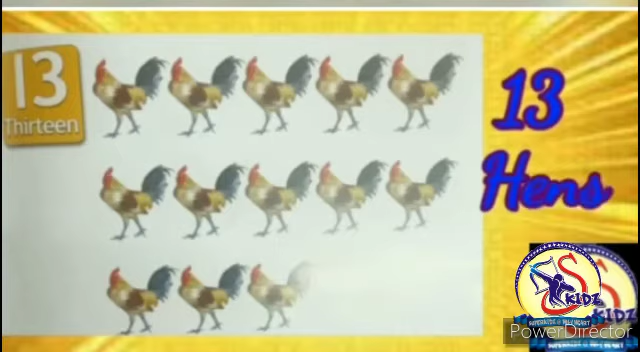 13
Thirteen
13
Hens
S
KIDZ
KIDZ
PowerDirector